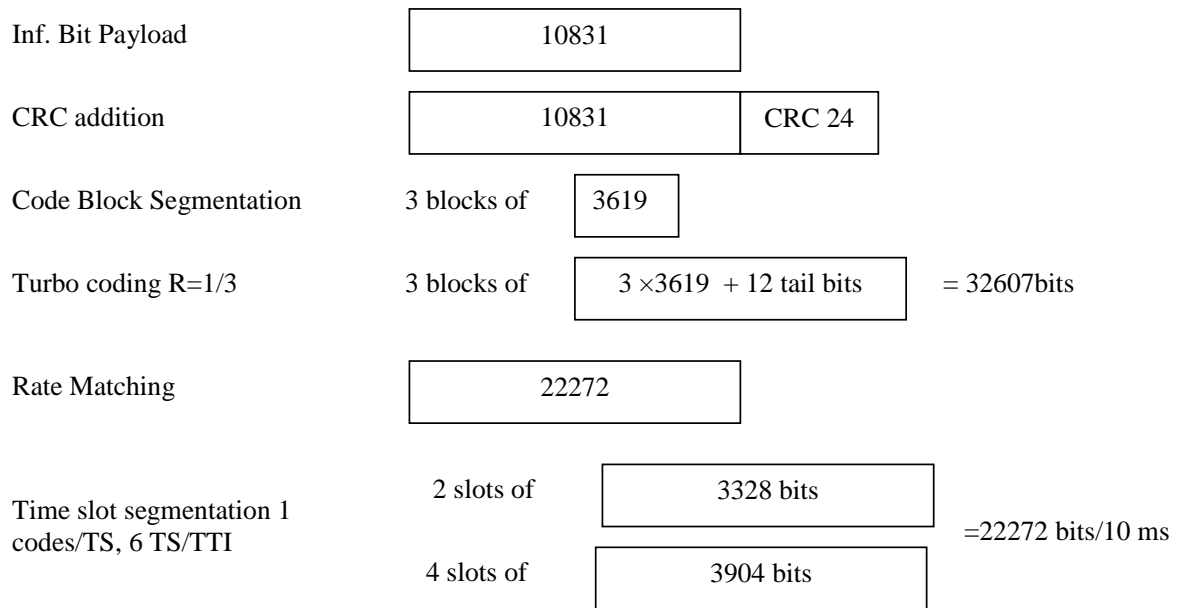 Inf. Bit Payload 10831
CRC addition 10831 CRC 24
Code Block Segmentation 3 blocks of 3619
Turbo coding R=1/3 3 blocks of 3 ×3619 + 12 tail bits = 32607bits
Rate Matching 22272
2 slots of 3328 bits
Time slot segmentation 1
codes/TS, 6 TS/TTI
=22272 bits/10 ms
4 slots of 3904 bits